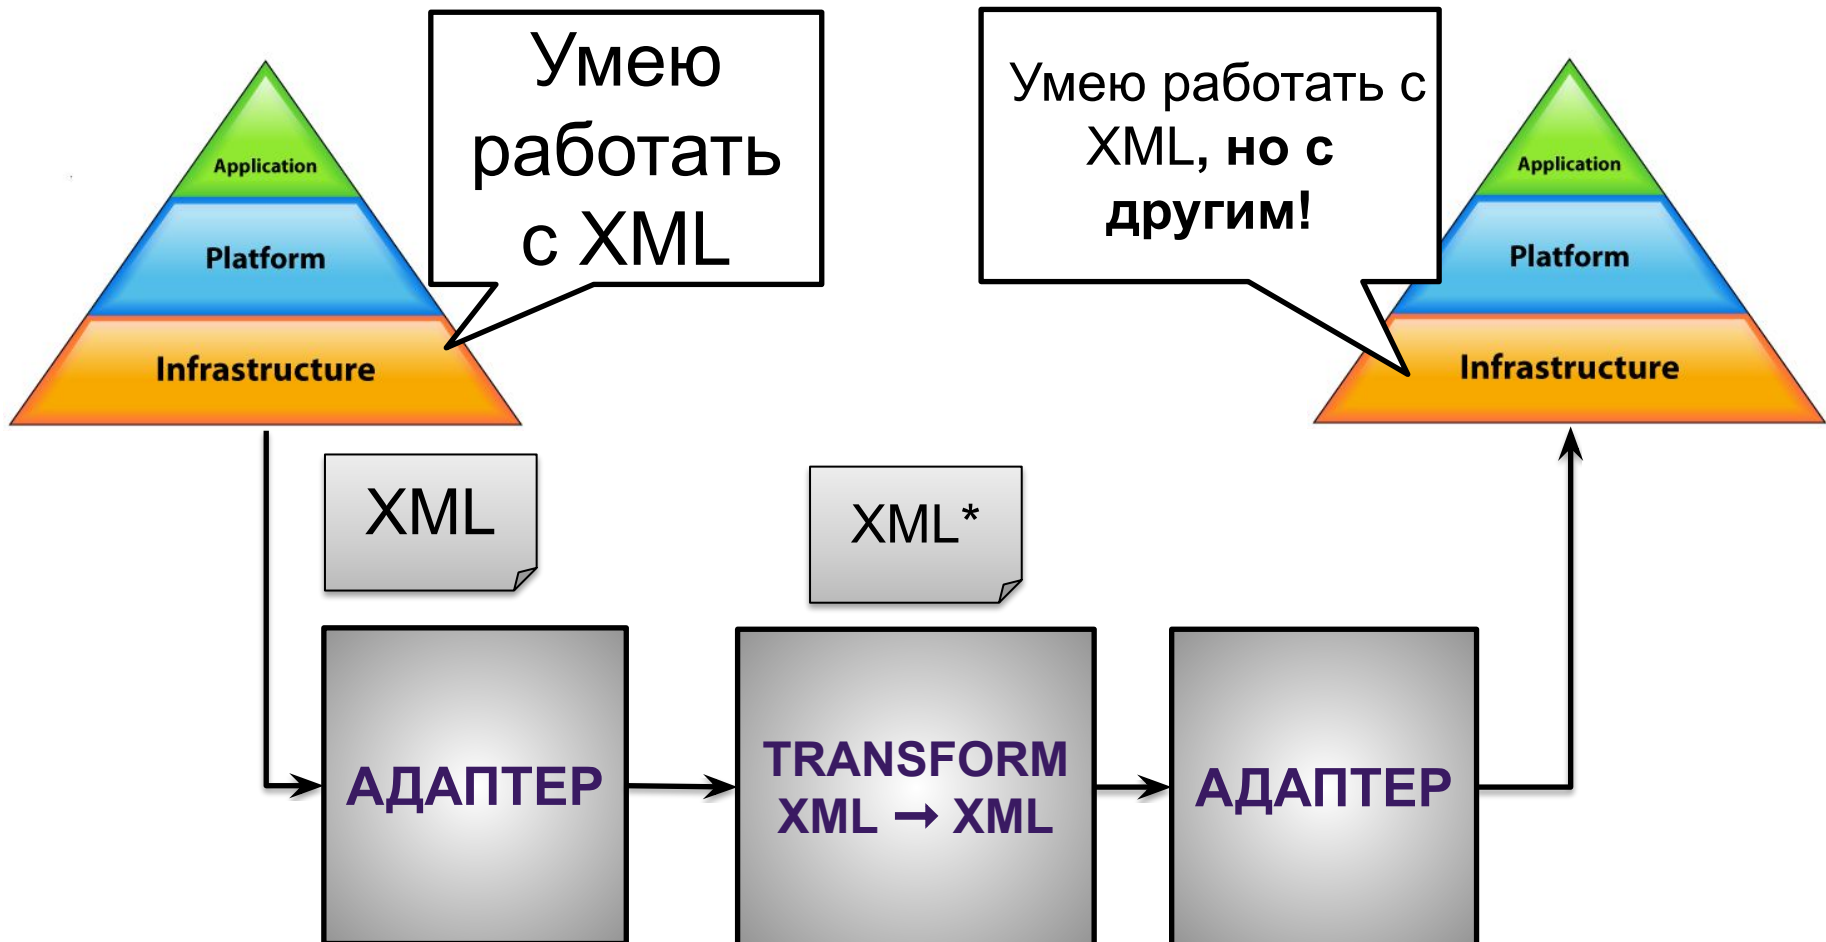 Умею
работать
с XML
Умею работать с
XML, но с
другим!
Application
Platform
Infrastructure
Application
Platform
Infrastructure
XML
XML*
АДАПТЕР
TRANSFORM
XML → XML
АДАПТЕР